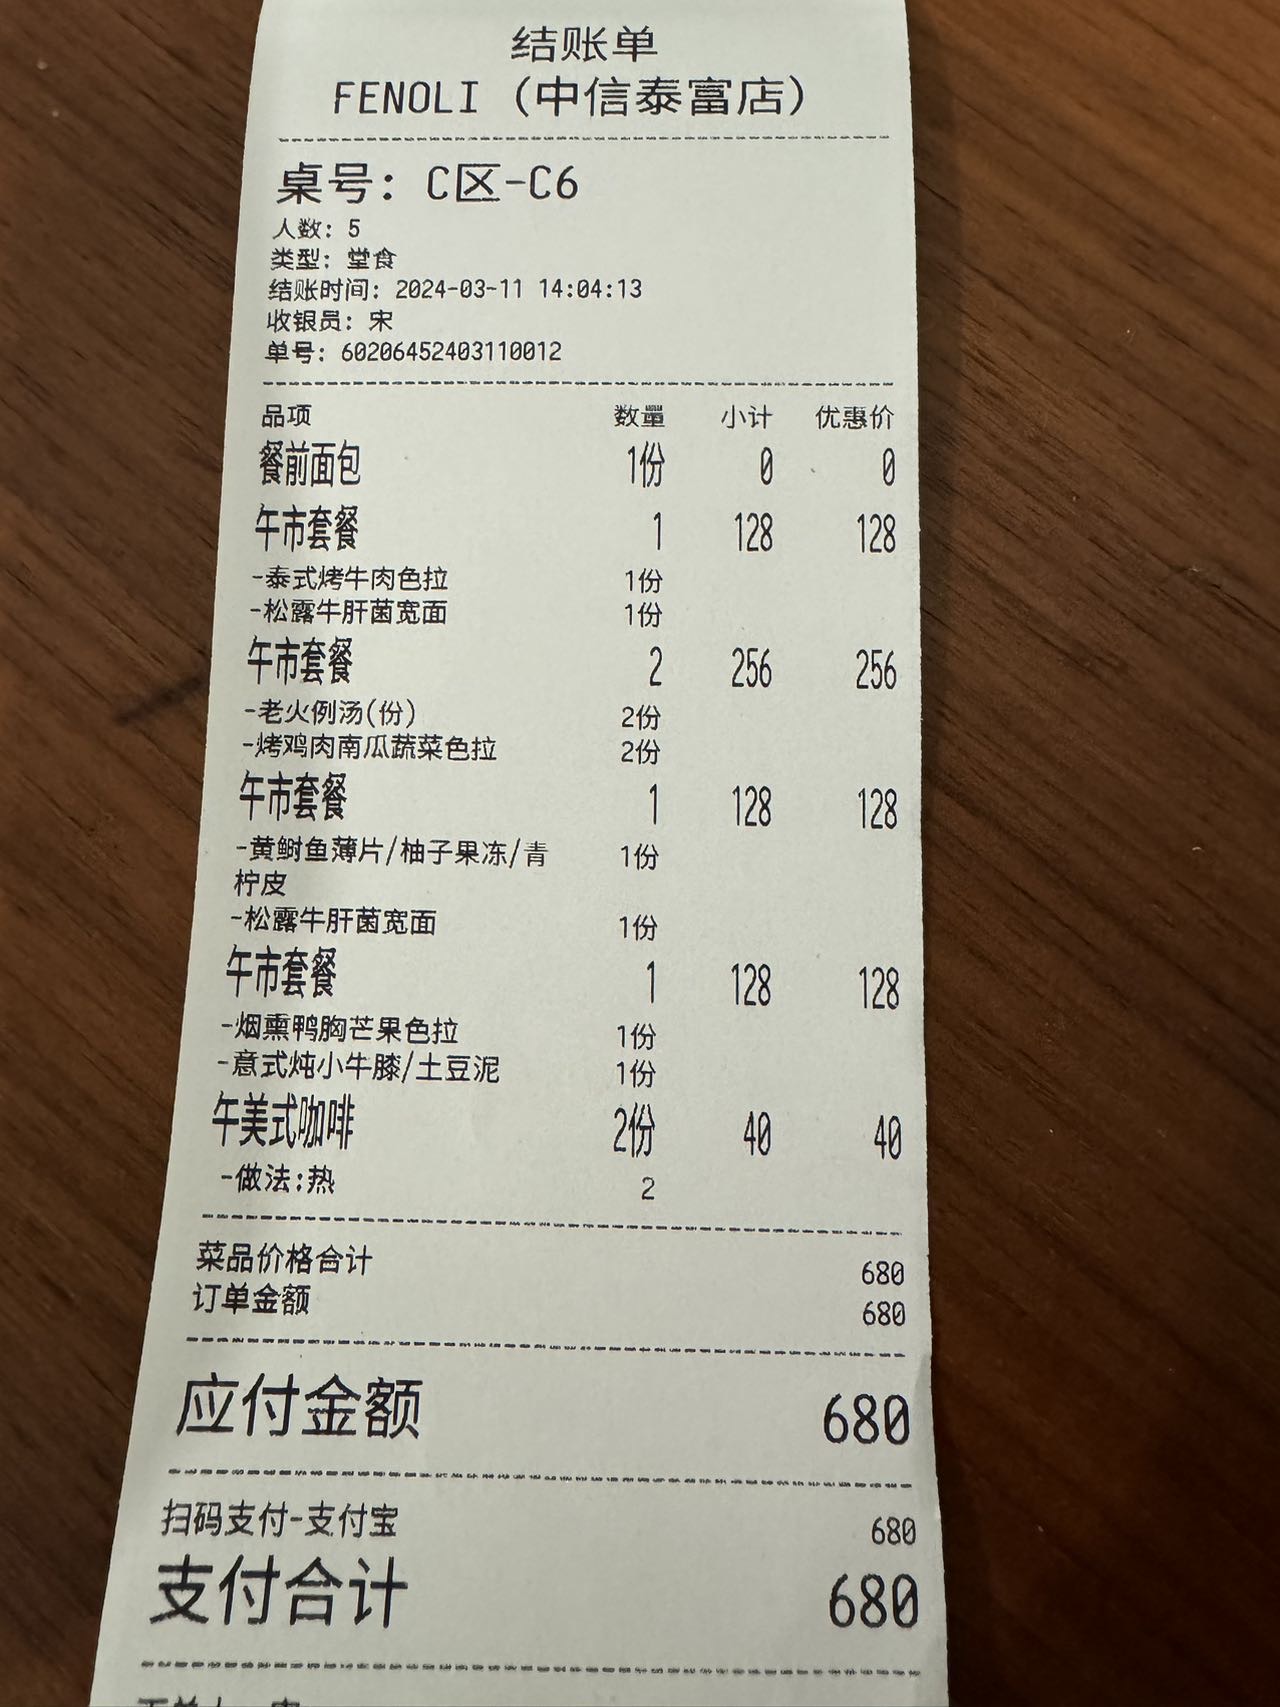 结账单
FENOLI（中信泰富店）
桌号：C区-C6
人数：5
类型：堂食
结账时间：2024-03-11 14:04:13
收银员：宋
单号：60206452403110012
品项 数量 小计 优惠价
餐前面包 1份 0 0
午市套餐 1 128 128
-泰式烤牛肉色拉 1份
-松露牛肝菌宽面 1份
午市套餐 2 256 256
-老火例汤(份) 2份
-烤鸡肉南瓜蔬菜色拉 2份
午市套餐 1 128 128
-黄鲥鱼薄片/柚子果冻/青 1份
柠皮
-松露牛肝菌宽面 1份
午市套餐 1 128 128
-烟熏鸭胸芒果色拉 1份
-意式炖小牛膝/土豆泥 1份
午美式咖啡 2份 40 40
-做法:热 2
菜品价格合计 680
订单金额 680
应付金额 680
扫码支付-支付宝 680
支付合计 680